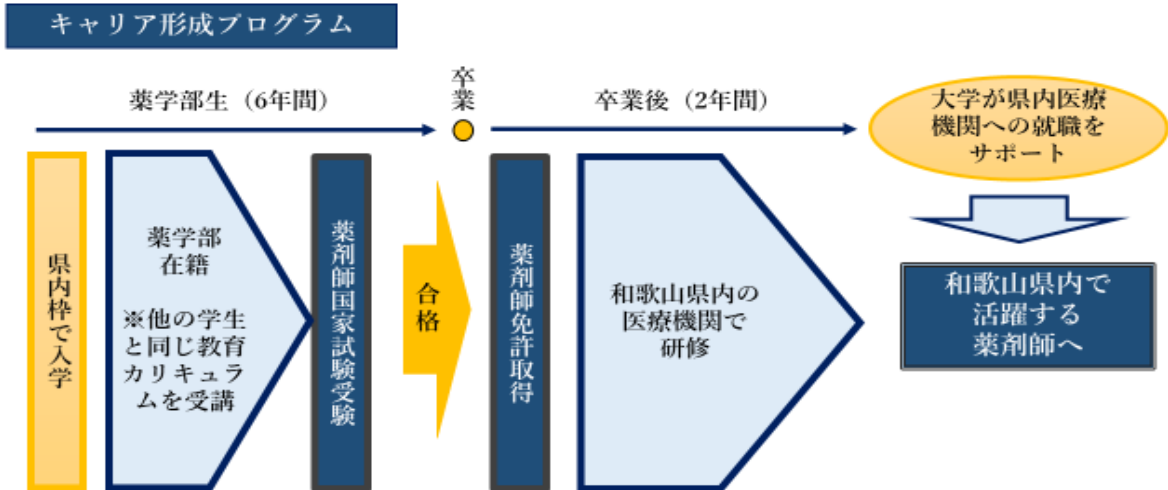 キャリア形成プログラム
薬学部生（6年間）
卒業
卒業後（2年間）
大学が県内医療
機関への就職を
サポート
県内枠で入学
薬学部
在籍
※他の学生
と同じ教育
カリキュラ
ムを受講
薬剤師国家試験受験
合格
薬剤師免許取得
和歌山県内の
医療機関で
研修
和歌山県内で
活躍する
薬剤師へ